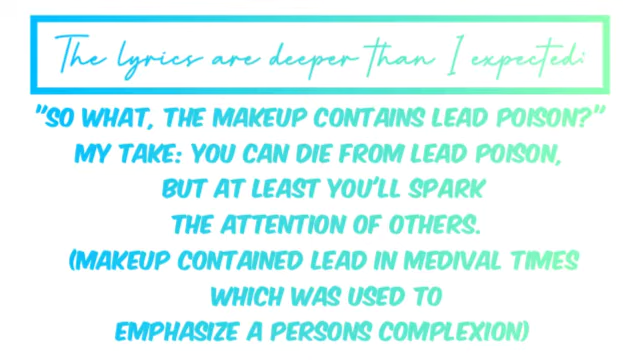 The lyrics are deeper than I expected:
"SO WHAT, THE MAKEUP CONTAINS LEAD POISON?"
MY TAKE: YOU CAN DIE FROM LEAD POISON,
BUT AT LEAST YOU'LL SPARK
THE ATTENTION OF OTHERS.
(MAKEUP CONTAINED LEAD IN MEDIVAL TIMES
WHICH WAS USED TO
EMPHASIZE A PERSONS COMPLEXION)